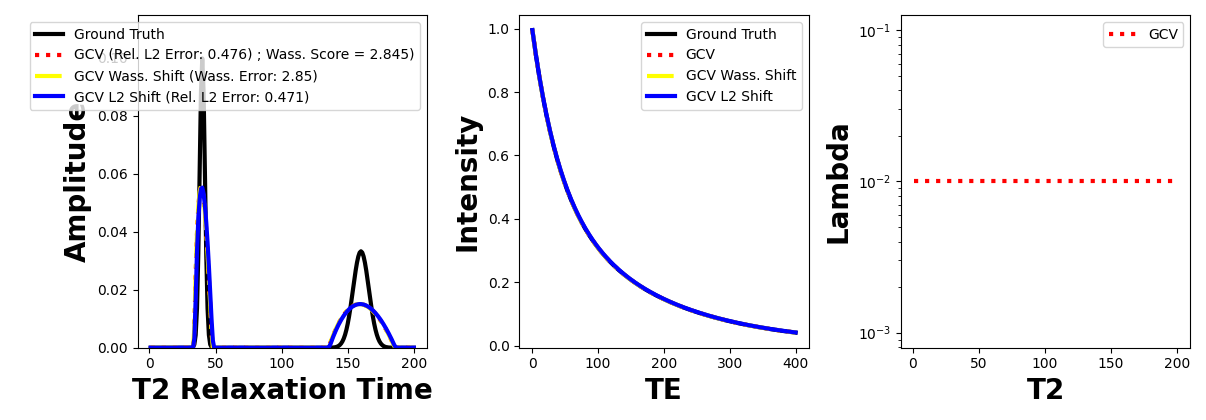 Ground Truth
GCV (Rel. L2 Error: 0.476) ; Wass. Score = 2.845)
GCV Wass. Shift (Wass. Error: 2.85)
GCV L2 Shift (Rel. L2 Error: 0.471)
Amplitude
0.10
0.08
0.06
0.04
0.02
0.00
0 50 100 150 200
T2 Relaxation Time
Ground Truth
GCV
GCV Wass. Shift
GCV L2 Shift
Intensity
1.0
0.8
0.6
0.4
0.2
0.0
0 100 200 300 400
TE
GCV
Lambda
10⁻¹
10⁻²
10⁻³
0 50 100 150 200
T2